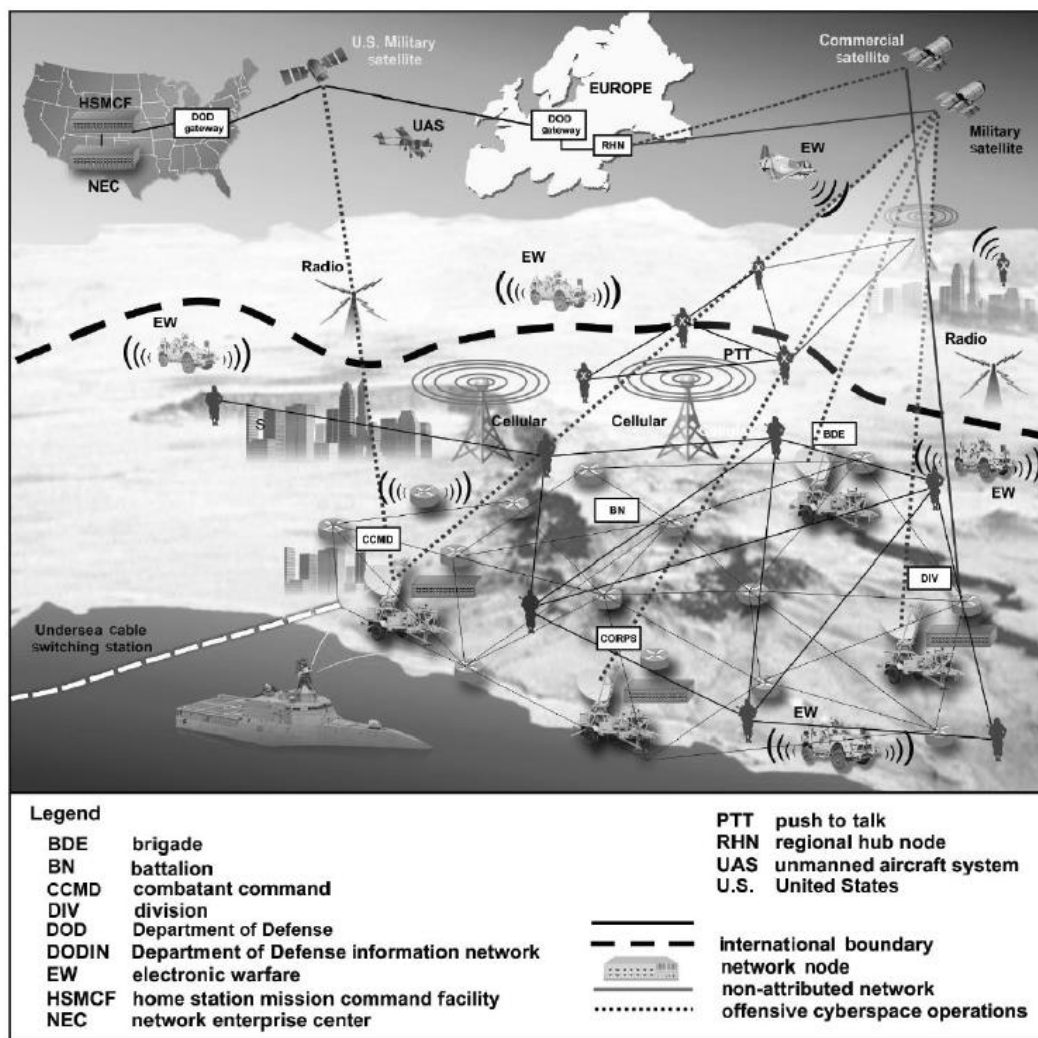 U.S. Military
satellite
Commercial
satellite
HSMCF
DOD
gateway
EUROPE
DOD
gateway
UAS
RHN
Military
satellite
NEC
EW
EW
Radio
EW
PTT
Radio
S
Cellular
Cellular
BDE
EW
BN
CCMD
DIV
Undersea cable
switching station
CORPS
EW
Legend
BDE brigade
BN battalion
CCMD combatant command
DIV division
DOD Department of Defense
DODIN Department of Defense information network
EW electronic warfare
HSMCF home station mission command facility
NEC network enterprise center
PTT push to talk
RHN regional hub node
UAS unmanned aircraft system
U.S. United States
international boundary
network node
non-attributed network
offensive cyberspace operations